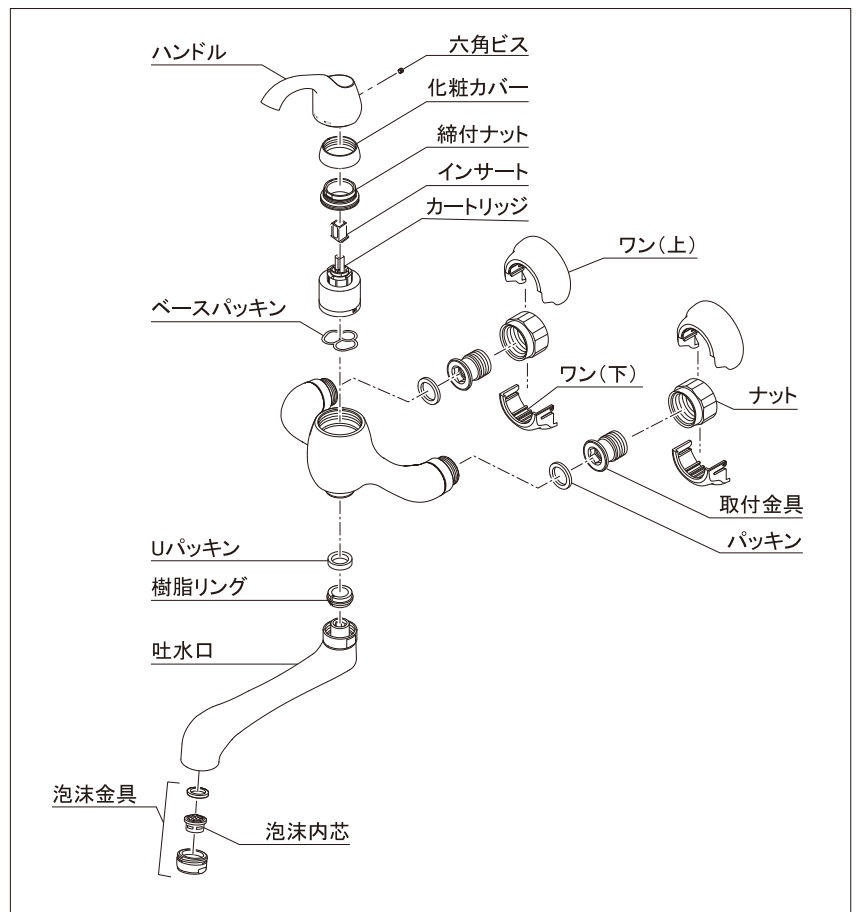 ハンドル
六角ビス
化粧カバー
締付ナット
インサート
カートリッジ
ワン(上)
ベースパッキン
ワン(下)
ナット
取付金具
パッキン
Uパッキン
樹脂リング
吐水口
泡沫金具
泡沫内芯